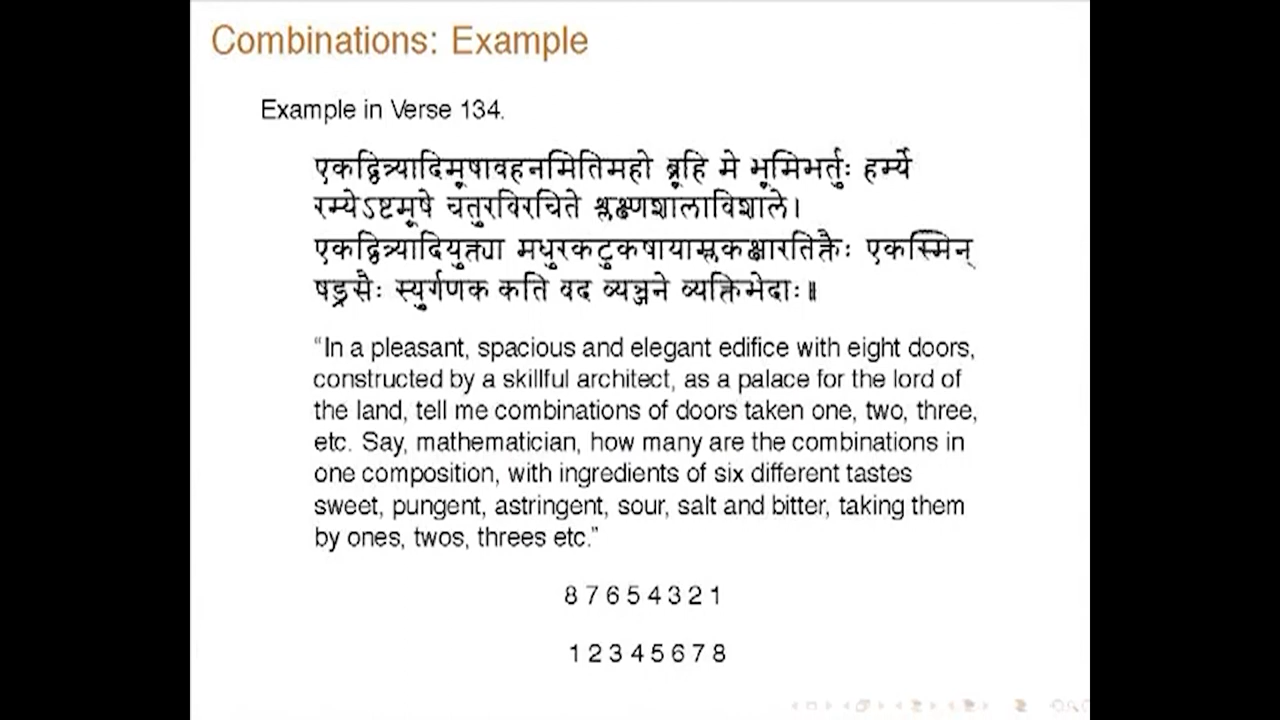 Combinations: Example
Example in Verse 134.
एकद्वित्र्यादिमूषावहनमितिमहो ब्रूहि मे भूमिभर्तुः हर्म्ये
रम्येऽष्टमूषे चतुरविरचिते श्लक्ष्णशालाविशाले।
एकद्वित्र्यादियुक्त्या मधुरकटुकषायाम्लकक्षारतिक्तैः एकस्मिन्
षड्रसैः स्युर्गणक कति वद व्यञ्जने व्यक्तिभेदाः॥
“In a pleasant, spacious and elegant edifice with eight doors,
constructed by a skillful architect, as a palace for the lord of
the land, tell me combinations of doors taken one, two, three,
etc. Say, mathematician, how many are the combinations in
one composition, with ingredients of six different tastes
sweet, pungent, astringent, sour, salt and bitter, taking them
by ones, twos, threes etc.”
8 7 6 5 4 3 2 1
1 2 3 4 5 6 7 8